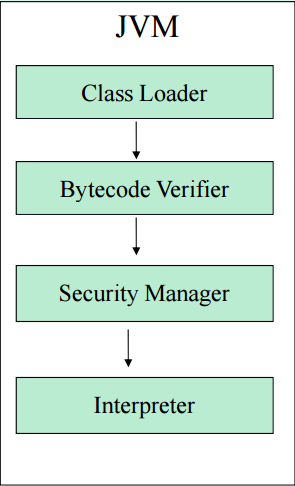 JVM
Class Loader
Bytecode Verifier
Security Manager
Interpreter